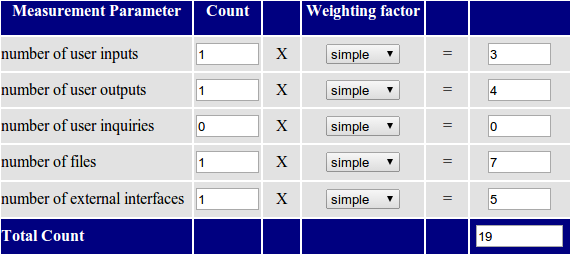 Measurement Parameter Count Weighting factor
number of user inputs 1 X simple = 3
number of user outputs 1 X simple = 4
number of user inquiries 0 X simple = 0
number of files 1 X simple = 7
number of external interfaces 1 X simple = 5
Total Count 19